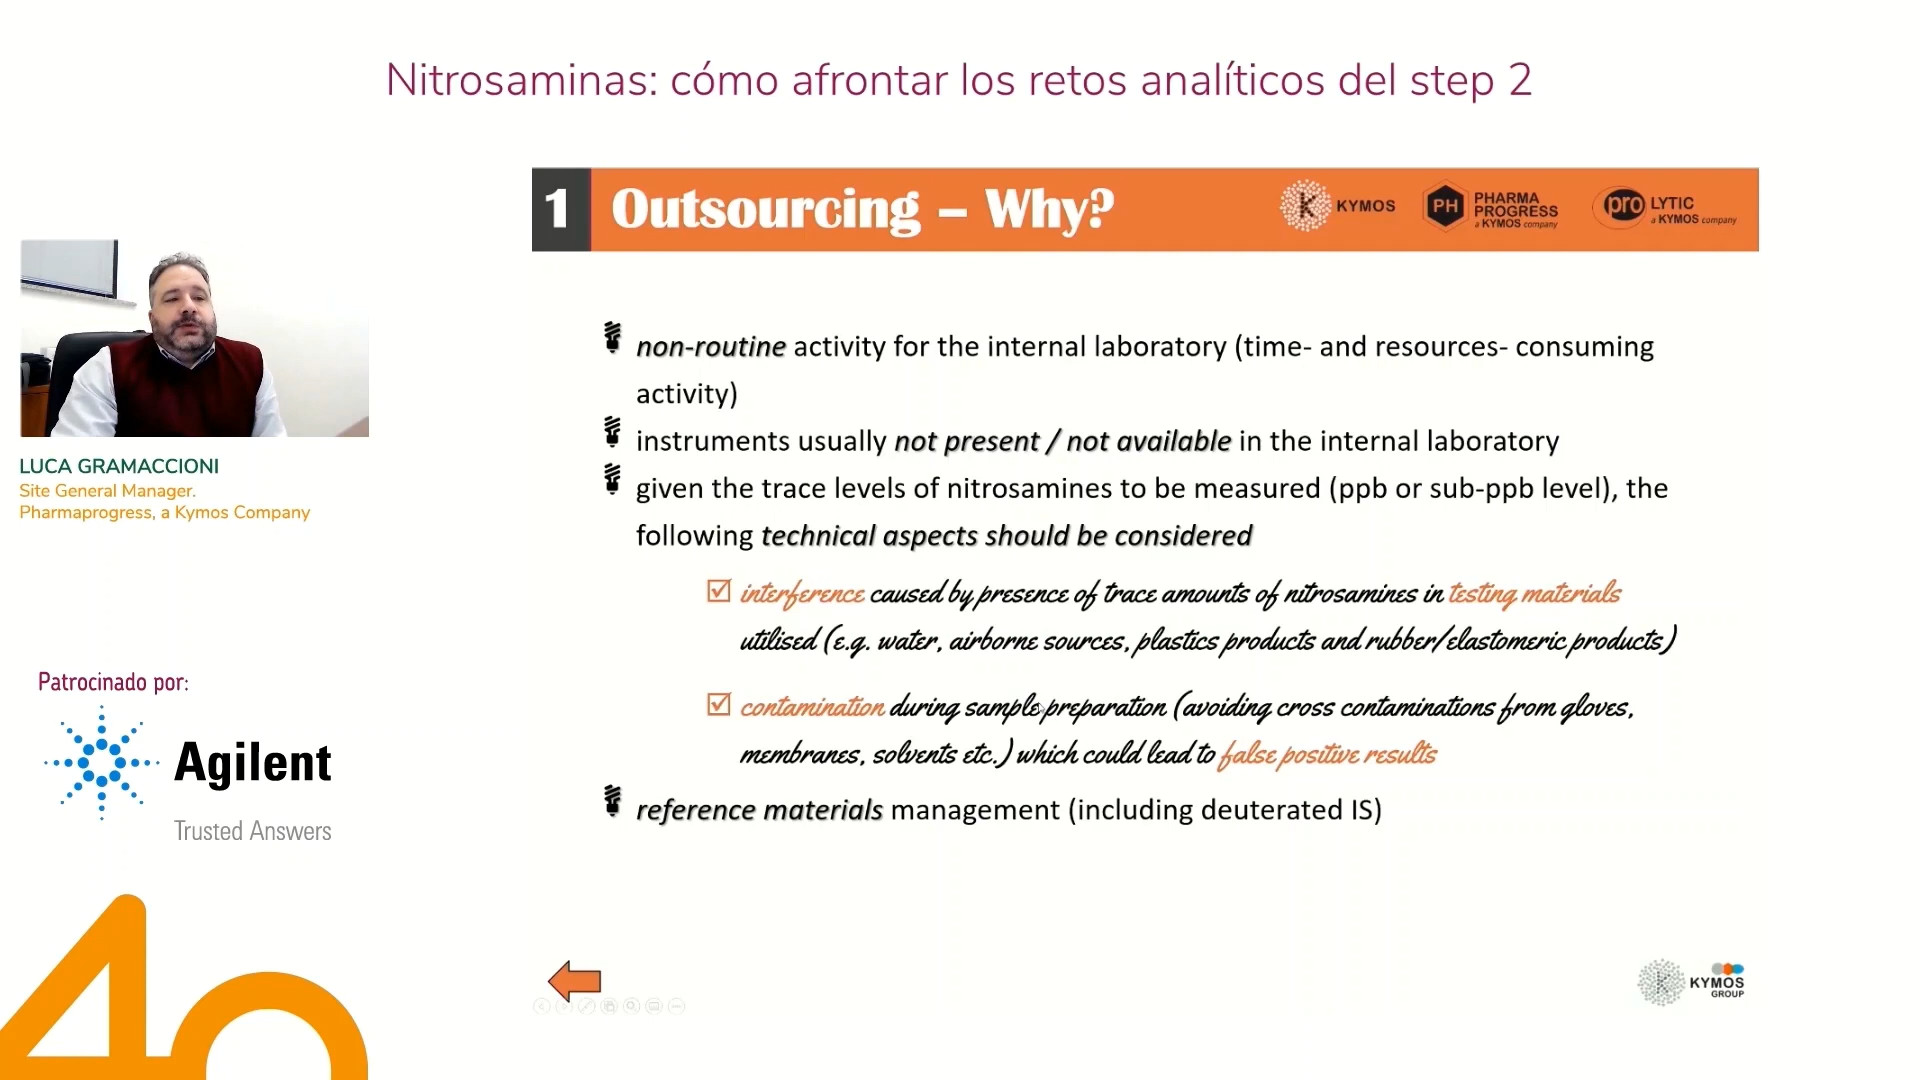 Nitrosaminas: cómo afrontar los retos analíticos del step 2
1 Outsourcing – Why?
K KYMOS
PH PHARMA PROGRESS a KYMOS company
pro LYTIC a KYMOS company
non-routine activity for the internal laboratory (time- and resources- consuming
activity)
instruments usually not present / not available in the internal laboratory
given the trace levels of nitrosamines to be measured (ppb or sub-ppb level), the
following technical aspects should be considered
interference caused by presence of trace amounts of nitrosamines in testing materials
utilised (e.g. water, airborne sources, plastics products and rubber/elastomeric products)
contamination during sample preparation (avoiding cross contaminations from gloves,
membranes, solvents etc.) which could lead to false positive results
reference materials management (including deuterated IS)
LUCA GRAMACCIONI
Site General Manager.
Pharmaprogress, a Kymos Company
Patrocinado por:
Agilent
Trusted Answers
40
K KYMOS
GROUP